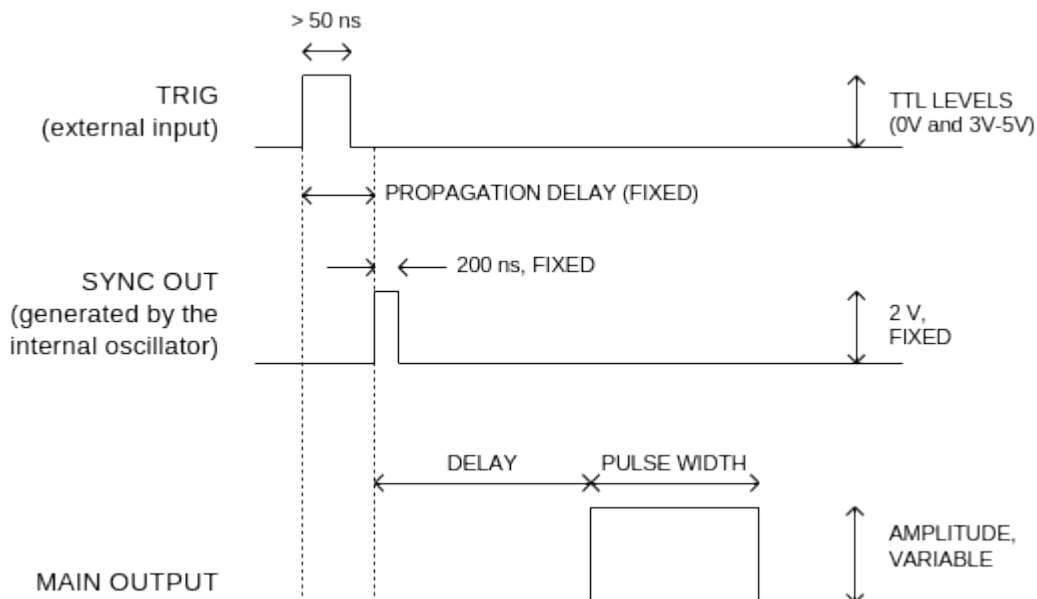 > 50 ns
TRIG
(external input)
TTL LEVELS
(0V and 3V-5V)
PROPAGATION DELAY (FIXED)
200 ns, FIXED
SYNC OUT
(generated by the
internal oscillator)
2 V,
FIXED
DELAY
PULSE WIDTH
AMPLITUDE,
VARIABLE
MAIN OUTPUT